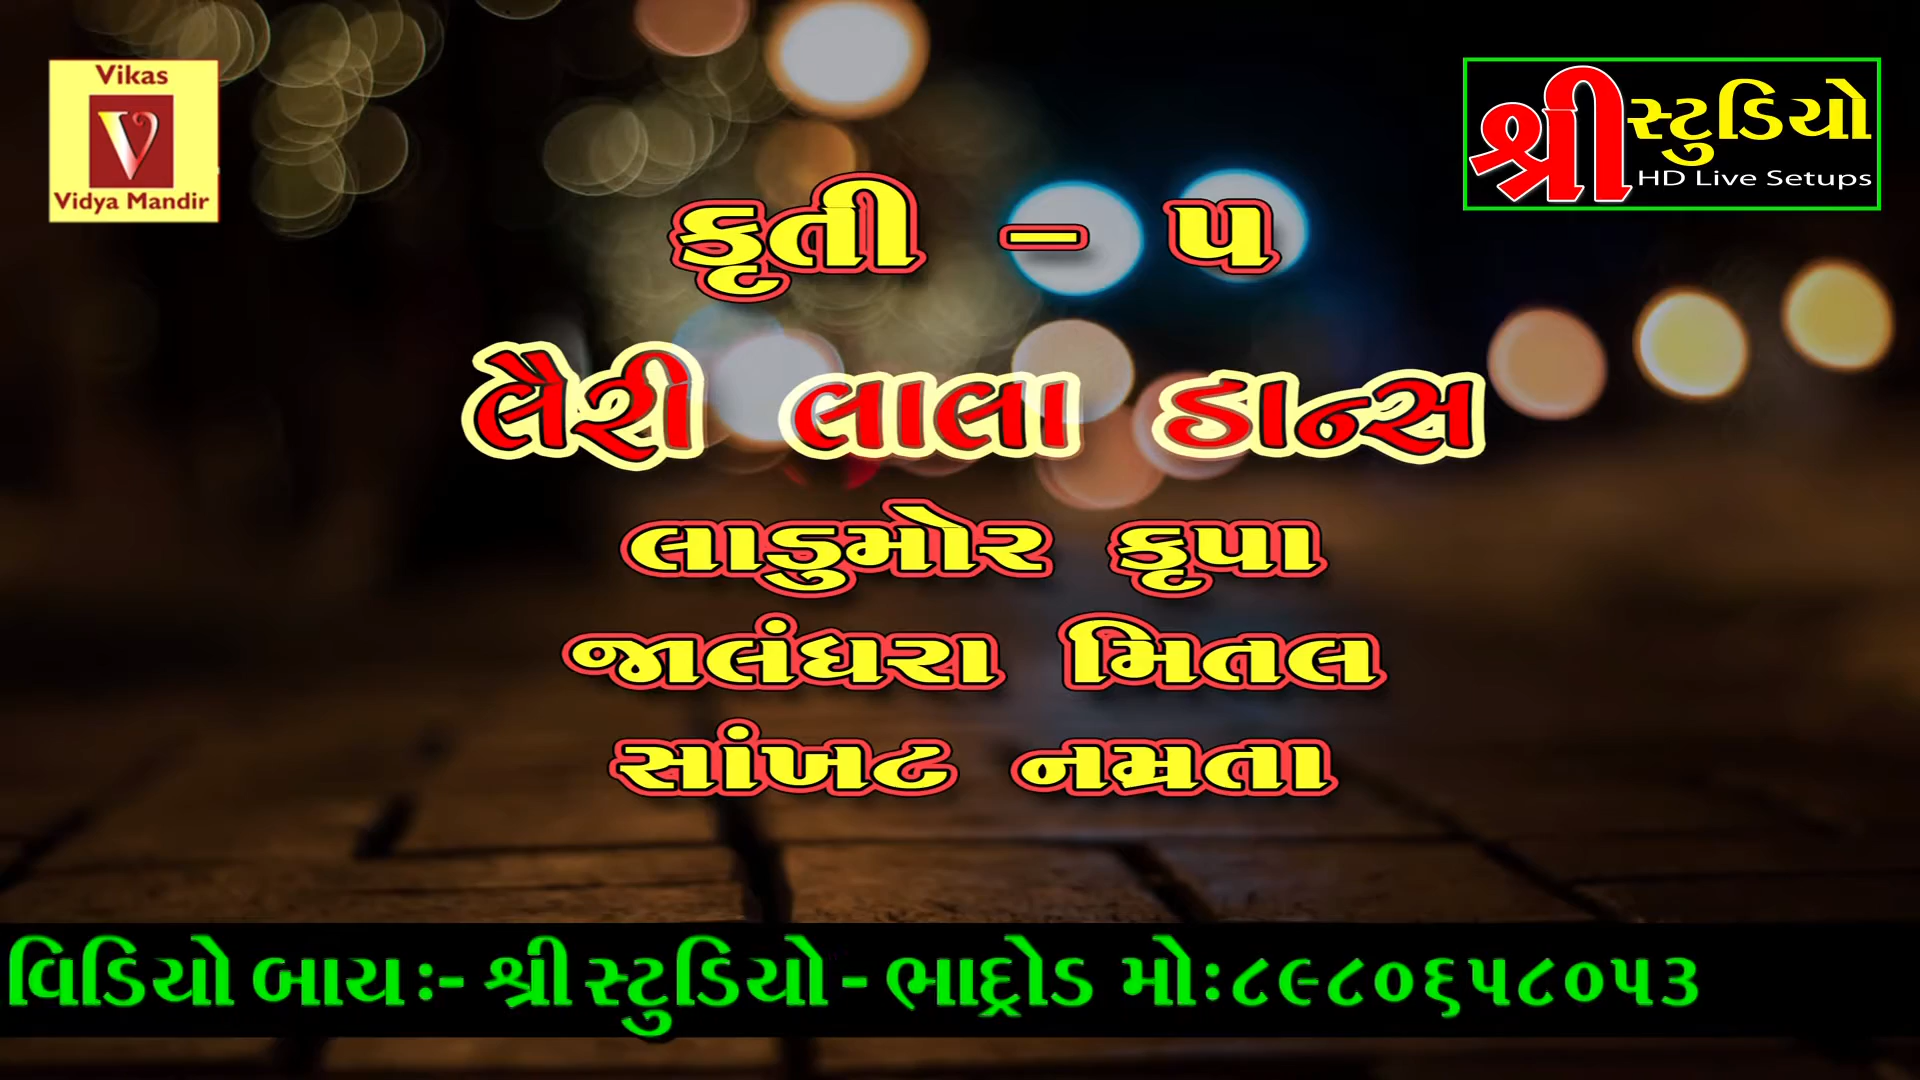 Vikas
V
Vidya Mandir
શ્રી સ્ટુડિયો
HD Live Setups
કૃતી – ૫
લૈરી લાલા ડાન્સ
લાડુમોર કૃપા
જાલંધરા મિતલ
સાંખટ નમ્રતા
વિડિયો બાય :- શ્રી સ્ટુડિયો - ભાદ્રોડ મો:૮૯૮૦૬૫૮૦૫૩